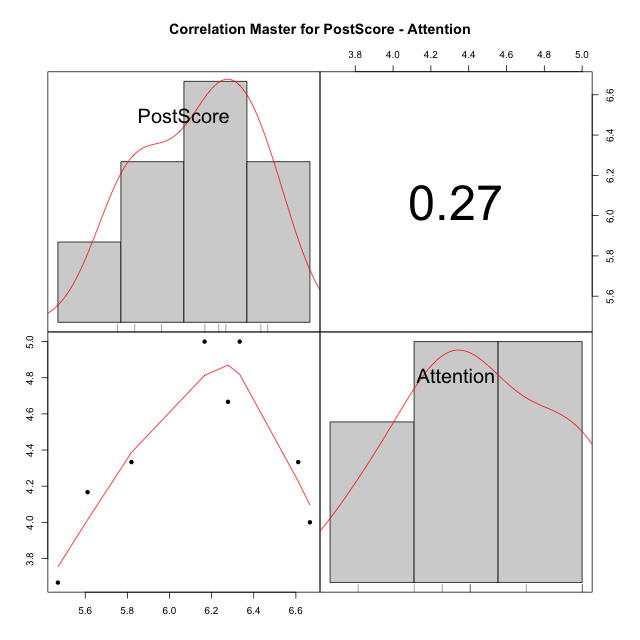 Correlation Master for PostScore - Attention
3.8 4.0 4.2 4.4 4.6 4.8 5.0
PostScore
0.27
6.6
6.4
6.2
6.0
5.8
5.6
5.0
4.8
4.6
4.4
4.2
4.0
3.8
Attention
5.6 5.8 6.0 6.2 6.4 6.6